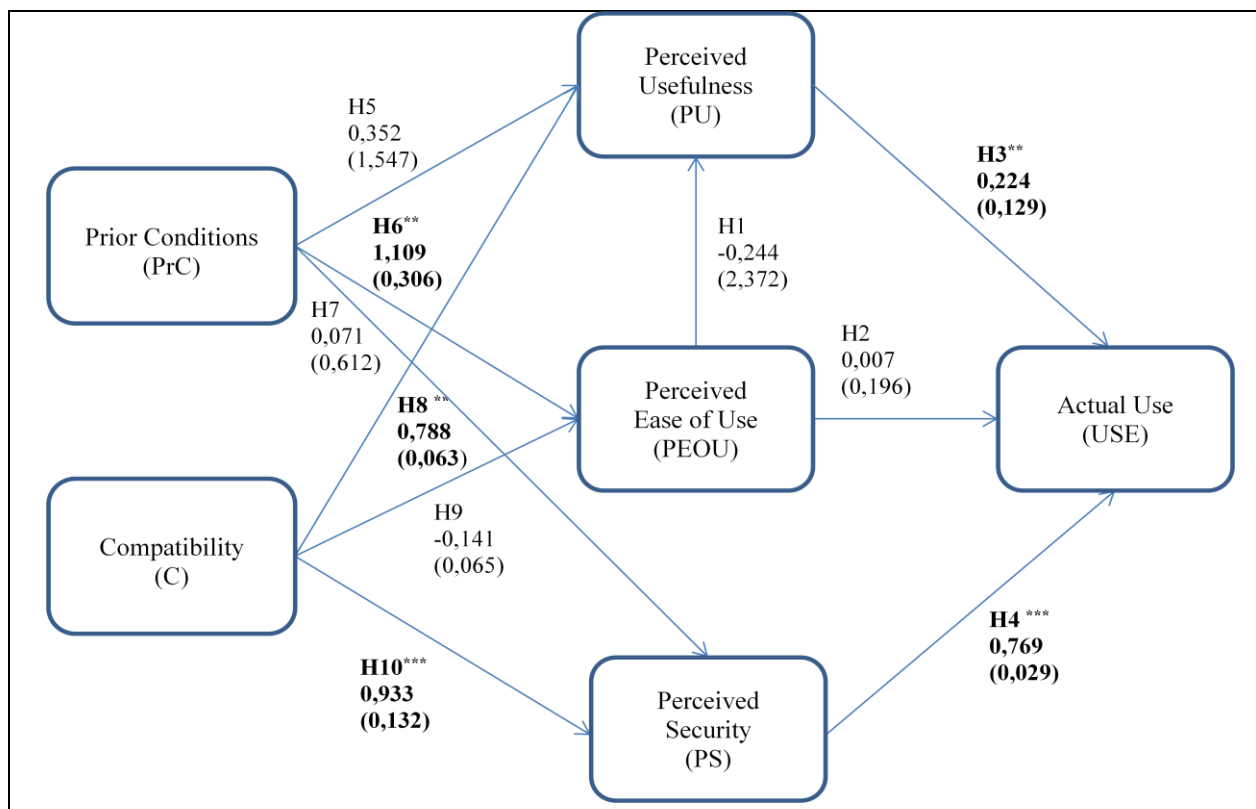 Perceived
Usefulness
(PU)
H5
0,352
(1,547)
H3**
0,224
(0,129)
Prior Conditions
(PrC)
H6**
1,109
(0,306)
H1
-0,244
(2,372)
H7
0,071
(0,612)
H2
0,007
(0,196)
Perceived
Ease of Use
(PEOU)
Actual Use
(USE)
H8 **
0,788
(0,063)
Compatibility
(C)
H9
-0,141
(0,065)
H4 ***
0,769
(0,029)
H10***
0,933
(0,132)
Perceived
Security
(PS)